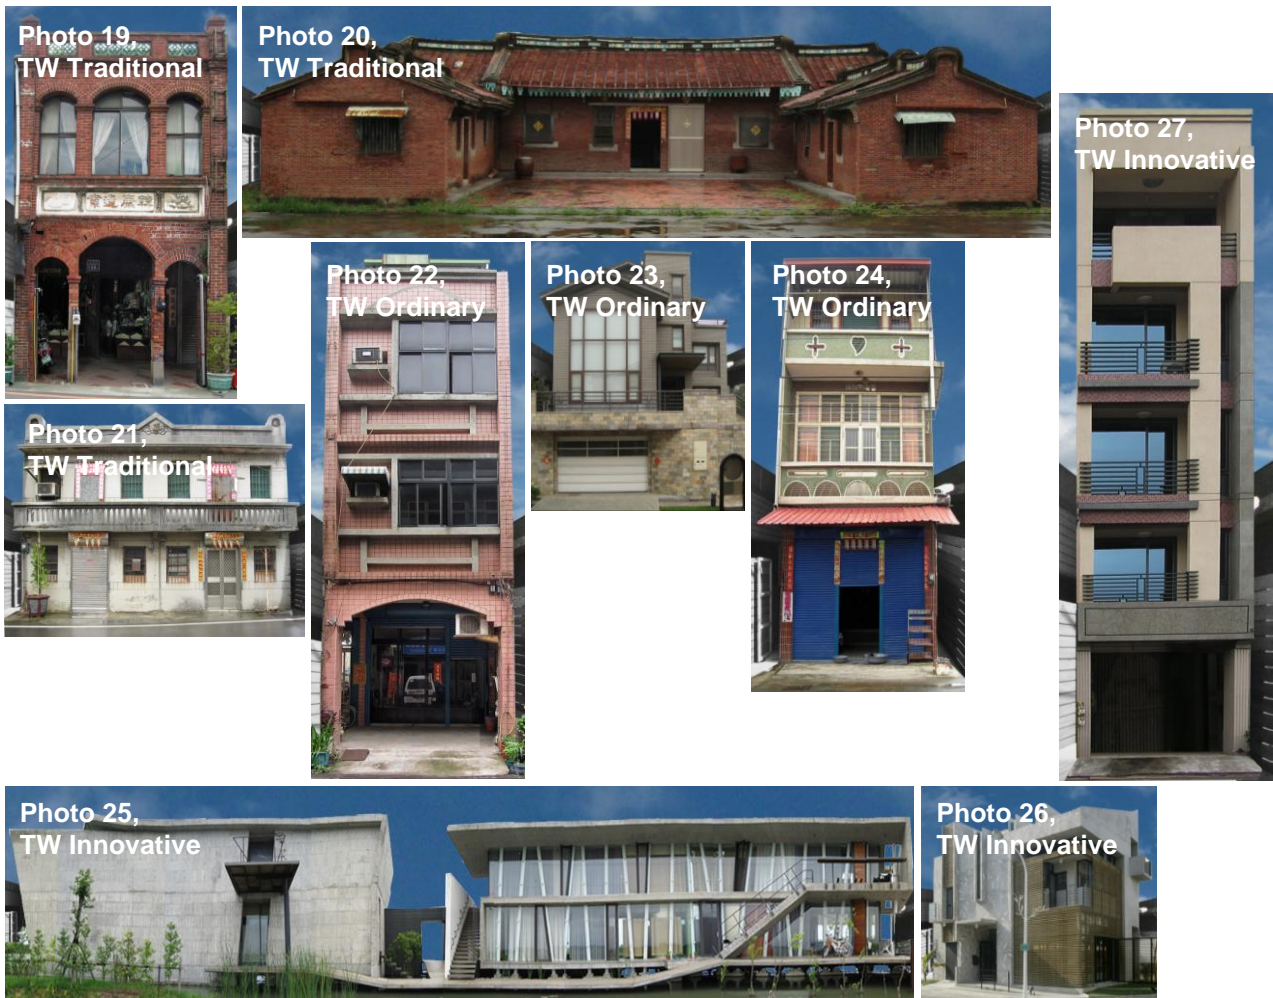 Photo 19,
TW Traditional
Photo 20,
TW Traditional
Photo 27,
TW Innovative
Photo 22,
TW Ordinary
Photo 23,
TW Ordinary
Photo 24,
TW Ordinary
Photo 21,
TW Traditional
Photo 25,
TW Innovative
Photo 26,
TW Innovative